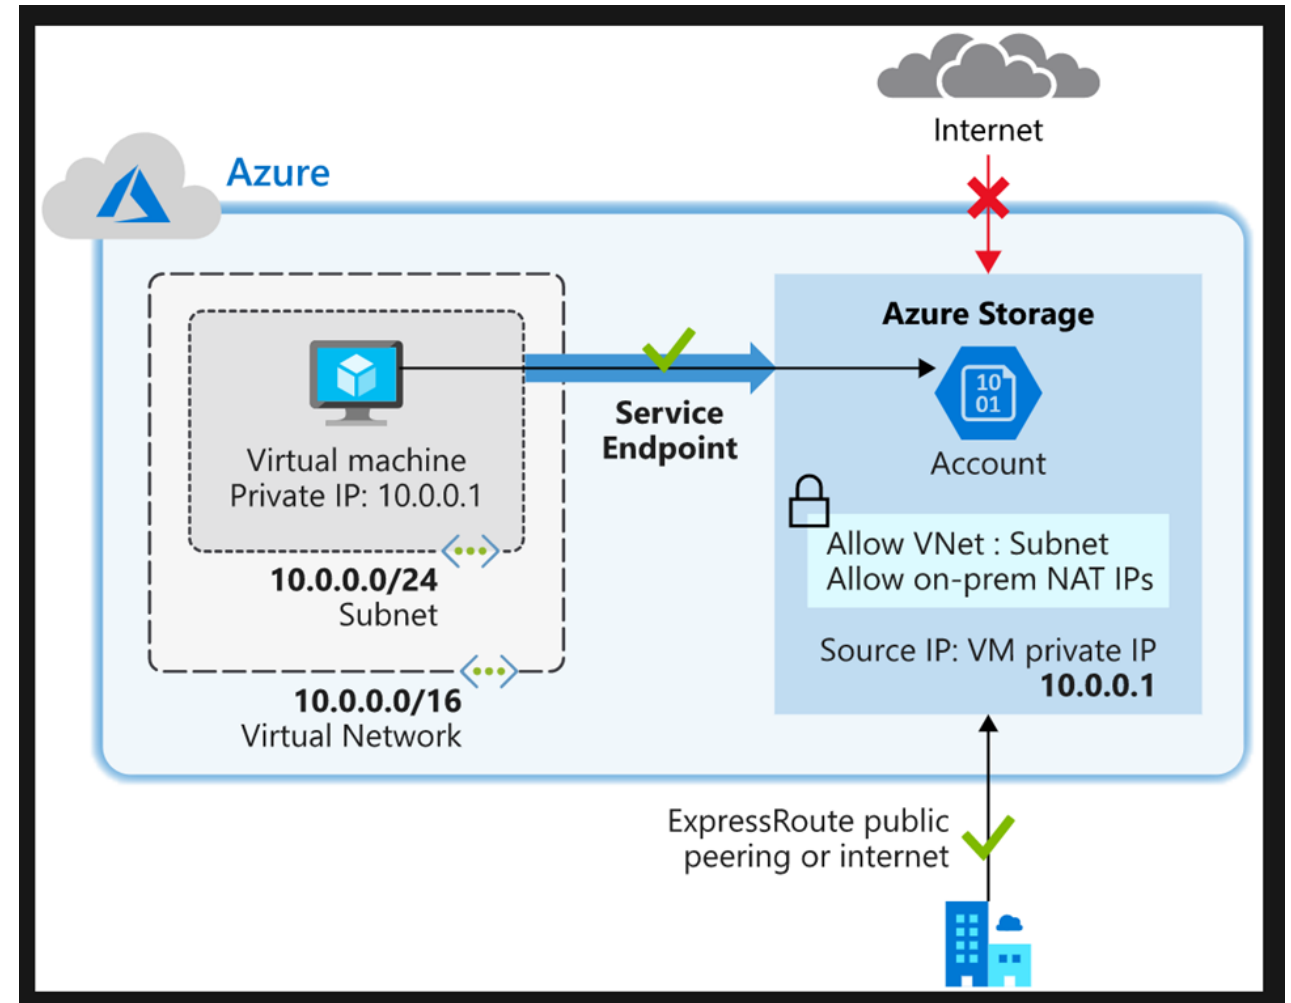 Internet
Azure
Azure Storage
10
01
Account
Service
Endpoint
Virtual machine
Private IP: 10.0.0.1
10.0.0.0/24
Subnet
10.0.0.0/16
Virtual Network
Allow VNet : Subnet
Allow on-prem NAT IPs
Source IP: VM private IP
10.0.0.1
ExpressRoute public
peering or internet